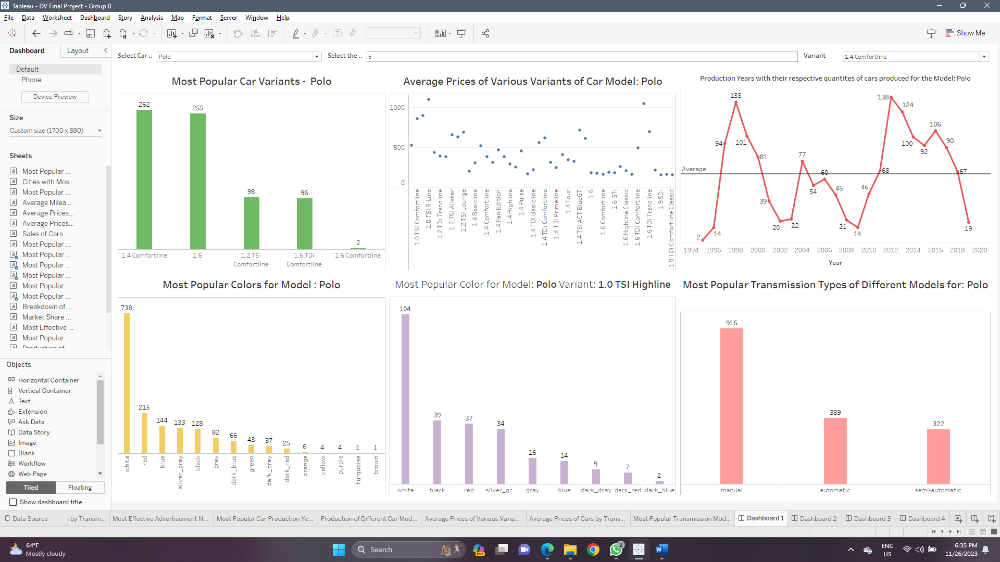 Tableau - DV Final Project - Group 8
File Data Worksheet Dashboard Story Analysis Map Format Server Window Help
Show Me
Dashboard Layout
Default
Phone
Device Preview
Size
Custom size (1700 x 880)
Sheets
Most Popular ...
Cities with Mos...
Most Popular ...
Average Milea...
Average Prices...
Average Prices...
Sales of Cars ...
Most Popular ...
Most Popular ...
Most Popular ...
Most Popular ...
Most Popular ...
Most Popular ...
Breakdown of ...
Market Share ...
Most Effective ...
Most Popular ...
Production of
Objects
Horizontal Container
Vertical Container
Text
Extension
Ask Data
Data Story
Image
Blank
Workflow
Web Page
Tiled Floating
Show dashboard title
Select Car .. Polo Select the .. 5 Variant 1.4 Comfortline
Most Popular Car Variants - Polo
262 255 98 96 2
1.4 Comfortline 1.6 1.2 TSI Comfortline 1.6 TDi Comfortline 1.6 Comfortline
Average Prices of Various Variants of Car Model: Polo
1000
500
0
1.0 TSI Comfortline
1.0 TSI R-Line
1.2 TDi Trendline
1.2 TSI Allstar
1.2 TSI Lounge
1.4 Basicline
1.4 Comfortline
1.4 Fan Edition
1.4 Highline
1.4 Pulse
1.4 TDi Basicline
1.4 TDi Comfortline
1.4 TDi Primeline
1.4 Tour
1.4 TSI ACT BlueGT
1.6
1.6 Comfortline
1.6 GTi
1.6 Highline Classic
1.6 TDi Comfortline
1.6 TDi Trendline
1.9 SDi
1.9 TDi Comfortline Classic
Production Years with their respective quantites of cars produced for the Model: Polo
2 14 94 133 101 81 39 20 22 77 54 60 45 21 14 46 68 138 124 100 92 106 90 67 19
Average
1994 1996 1998 2000 2002 2004 2006 2008 2010 2012 2014 2016 2018 2020
Year
Most Popular Colors for Model : Polo
738 215 144 133 128 82 66 43 37 25 6 4 4 1 1
white red blue silver_gray black gray dark_blue green dark_dray dark_red orange yellow purple turquoise brown
Most Popular Color for Model: Polo Variant: 1.0 TSI Highline
104 39 37 34 16 14 9 7 2
white black red silver_gr.. gray blue dark_dray dark_red dark_blue
Most Popular Transmission Types of Different Models for: Polo
916 389 322
manual automatic semi-automatic
Data Source by Transm... Most Effective Advertisement N... Most Popular Car Production Ye... Production of Different Car Mod... Average Prices of Various Varia... Average Prices of Cars by Trans... Most Popular Transmission Mod... Dashboard 1 Dashboard 2 Dashboard 3 Dashboard 4
64°F
Mostly cloudy
Search
PRE
2
ENG
US
6:35 PM
11/26/2023